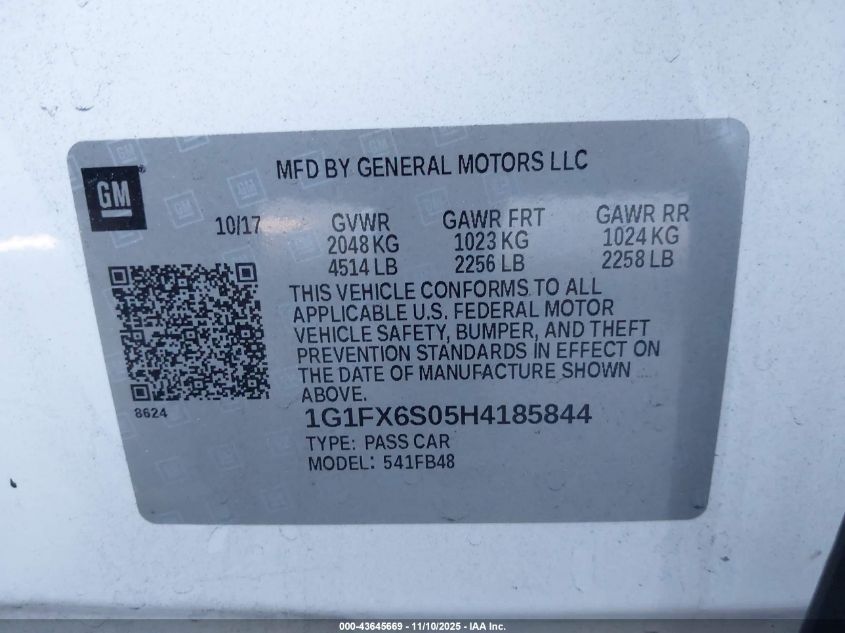 MFD BY GENERAL MOTORS LLC
GM
10/17
GVWR
2048 KG
4514 LB
GAWR FRT
1023 KG
2256 LB
GAWR RR
1024 KG
2258 LB
THIS VEHICLE CONFORMS TO ALL
APPLICABLE U.S. FEDERAL MOTOR
VEHICLE SAFETY, BUMPER, AND THEFT
PREVENTION STANDARDS IN EFFECT ON
THE DATE OF MANUFACTURE SHOWN
ABOVE.
8624
1G1FX6S05H4185844
TYPE: PASS CAR
MODEL: 541FB48
000-43645669 - 11/10/2025 - IAA Inc.